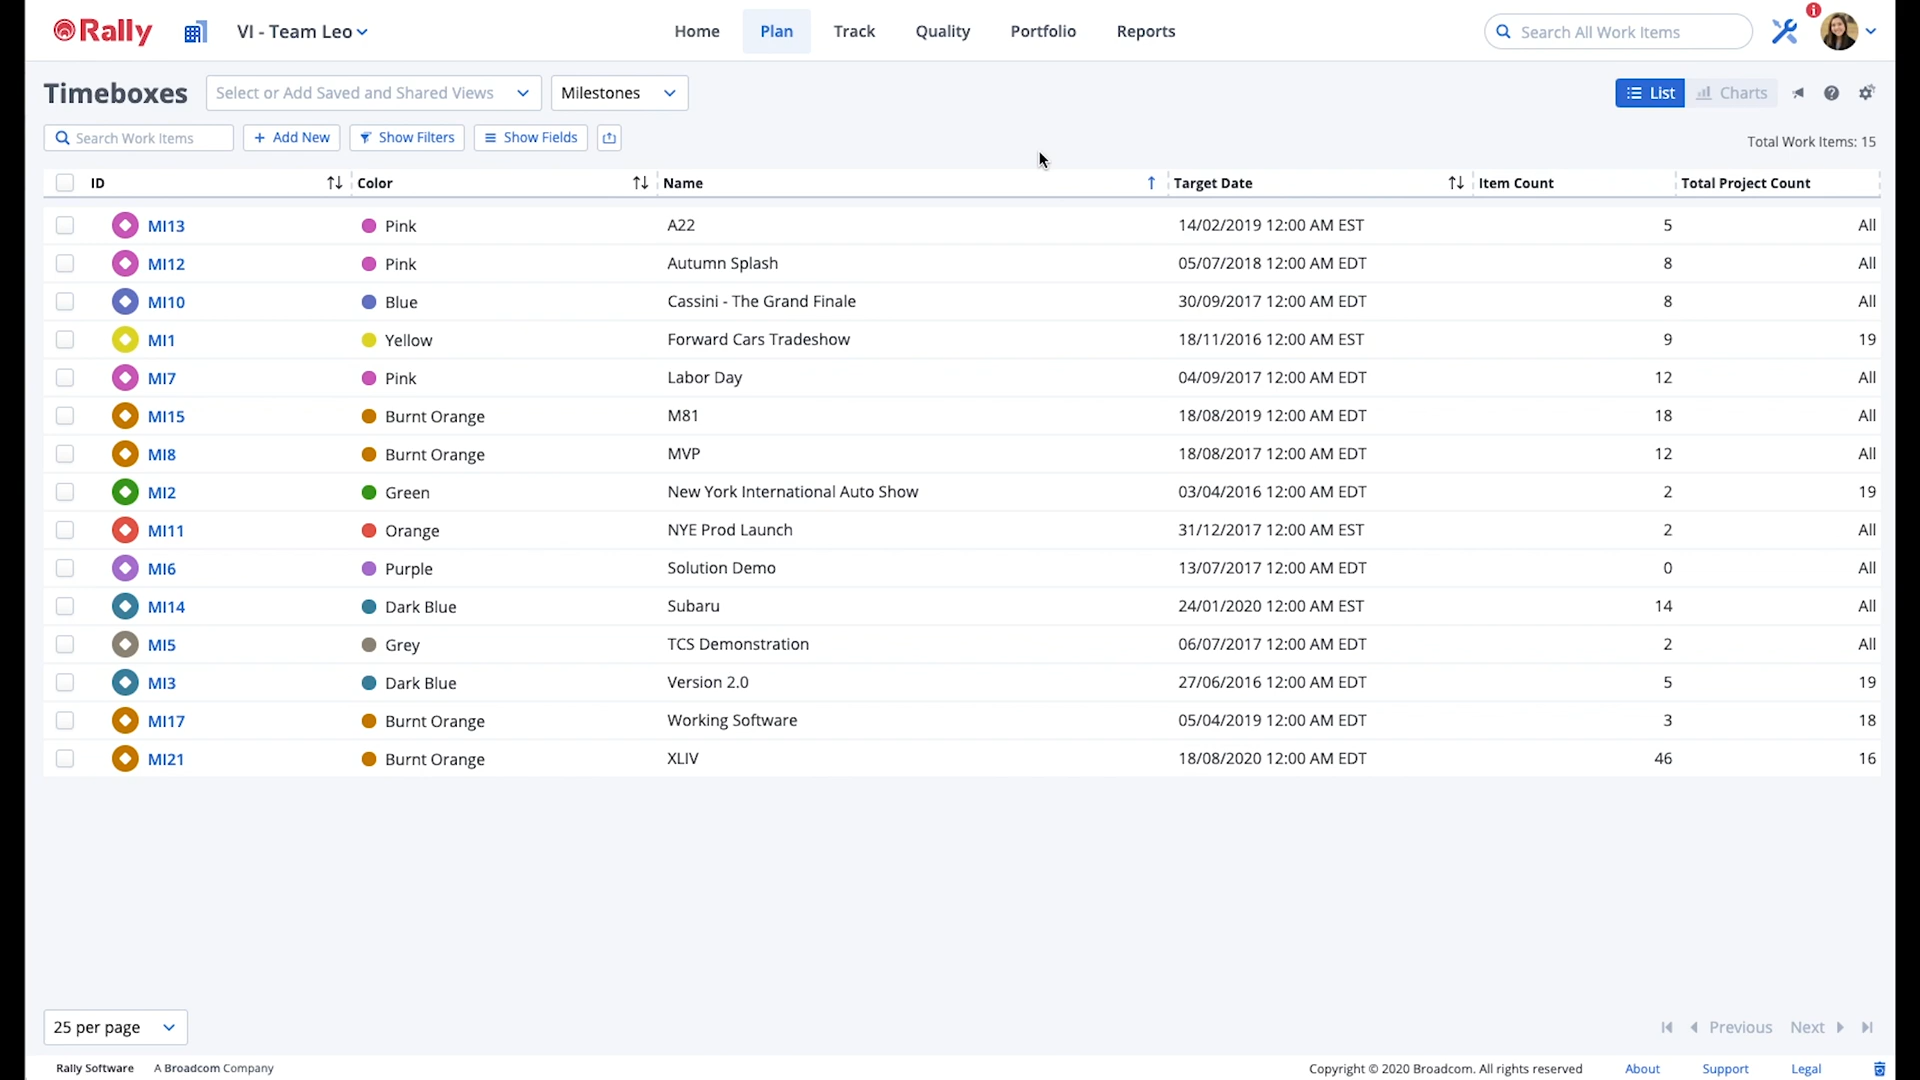 Rally VI - Team Leo Home Plan Track Quality Portfolio Reports Search All Work Items
Timeboxes Select or Add Saved and Shared Views Milestones List Charts
Search Work Items + Add New Show Filters Show Fields Total Work Items: 15
ID Color Name Target Date Item Count Total Project Count
MI13 Pink A22 14/02/2019 12:00 AM EST 5 All
MI12 Pink Autumn Splash 05/07/2018 12:00 AM EDT 8 All
MI10 Blue Cassini - The Grand Finale 30/09/2017 12:00 AM EDT 8 All
MI1 Yellow Forward Cars Tradeshow 18/11/2016 12:00 AM EST 9 19
MI7 Pink Labor Day 04/09/2017 12:00 AM EDT 12 All
MI15 Burnt Orange M81 18/08/2019 12:00 AM EDT 18 All
MI8 Burnt Orange MVP 18/08/2017 12:00 AM EDT 12 All
MI2 Green New York International Auto Show 03/04/2016 12:00 AM EDT 2 19
MI11 Orange NYE Prod Launch 31/12/2017 12:00 AM EST 2 All
MI6 Purple Solution Demo 13/07/2017 12:00 AM EDT 0 All
MI14 Dark Blue Subaru 24/01/2020 12:00 AM EST 14 All
MI5 Grey TCS Demonstration 06/07/2017 12:00 AM EDT 2 All
MI3 Dark Blue Version 2.0 27/06/2016 12:00 AM EDT 5 19
MI17 Burnt Orange Working Software 05/04/2019 12:00 AM EDT 3 18
MI21 Burnt Orange XLIV 18/08/2020 12:00 AM EDT 46 16
25 per page Previous Next
Rally Software A Broadcom Company Copyright © 2020 Broadcom. All rights reserved About Support Legal